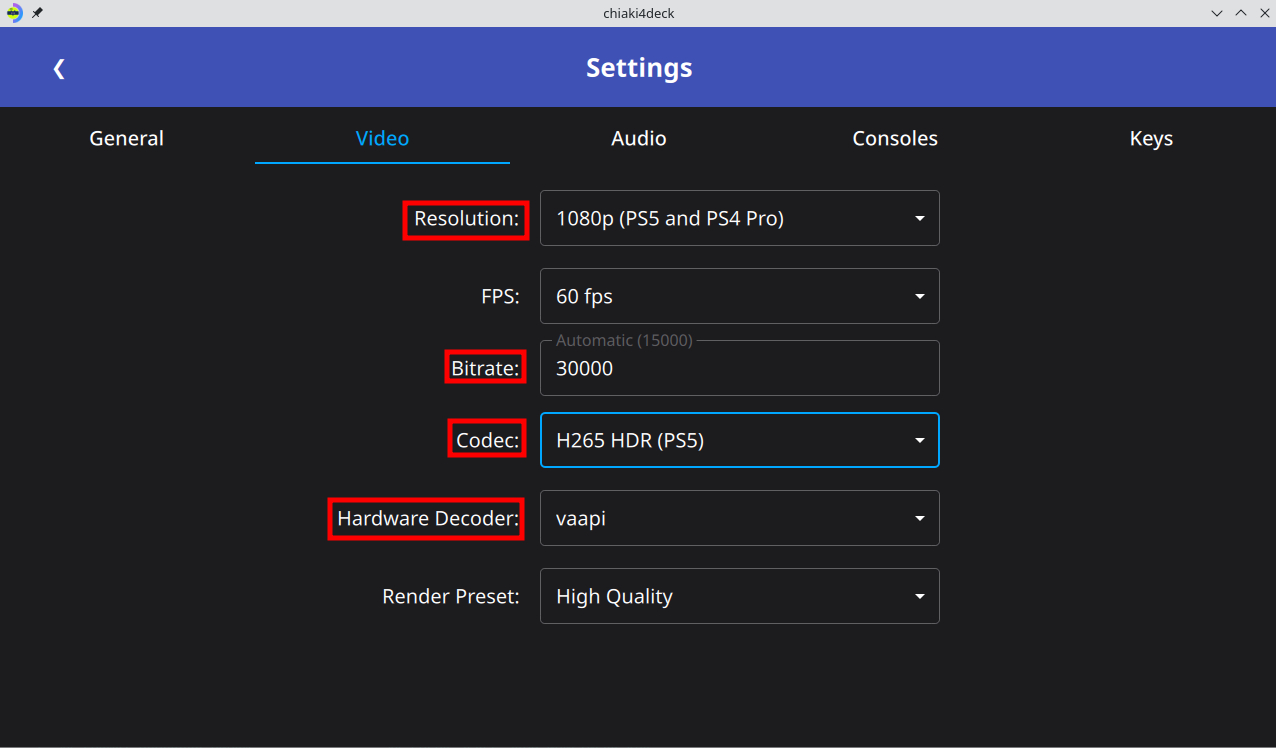 chiaki4deck
❮ Settings
General Video Audio Consoles Keys
Resolution: 1080p (PS5 and PS4 Pro)
FPS: 60 fps
Automatic (15000)
Bitrate: 30000
Codec: H265 HDR (PS5)
Hardware Decoder: vaapi
Render Preset: High Quality